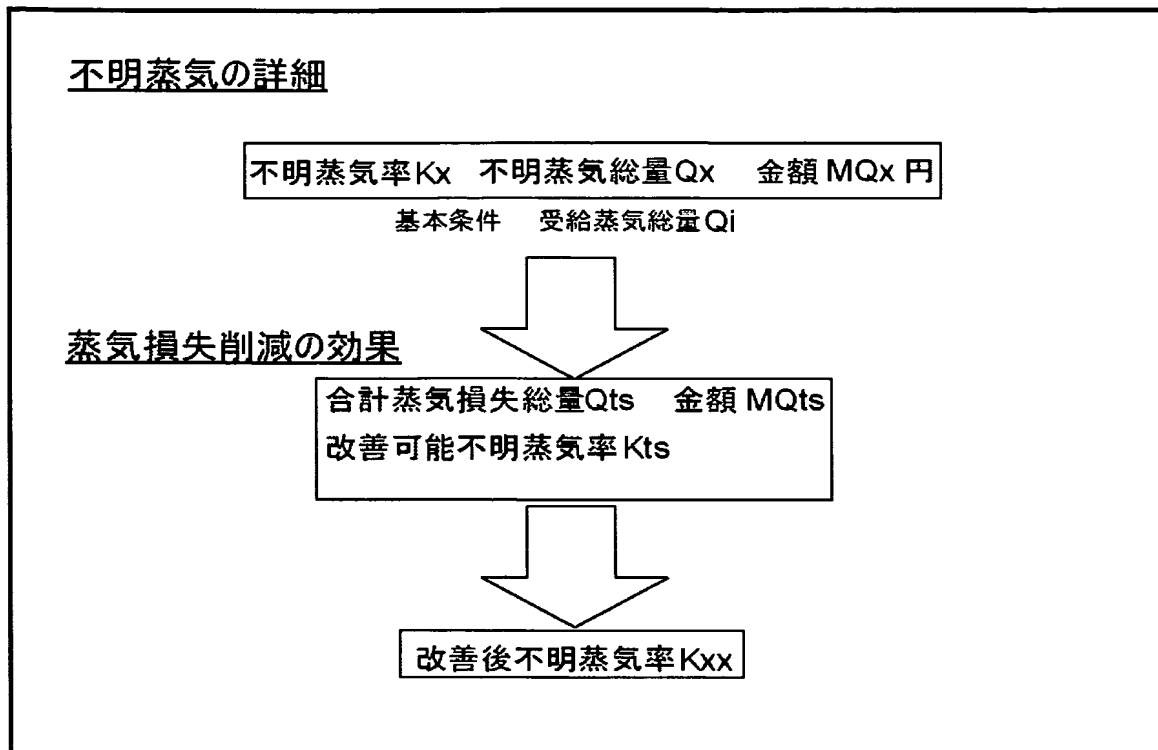 不明蒸気の詳細
不明蒸気率Kx 不明蒸気総量Qx 金額 MQx 円
基本条件 受給蒸気総量Qi
蒸気損失削減の効果
合計蒸気損失総量Qts 金額 MQts
改善可能不明蒸気率Kts
改善後不明蒸気率Kxx